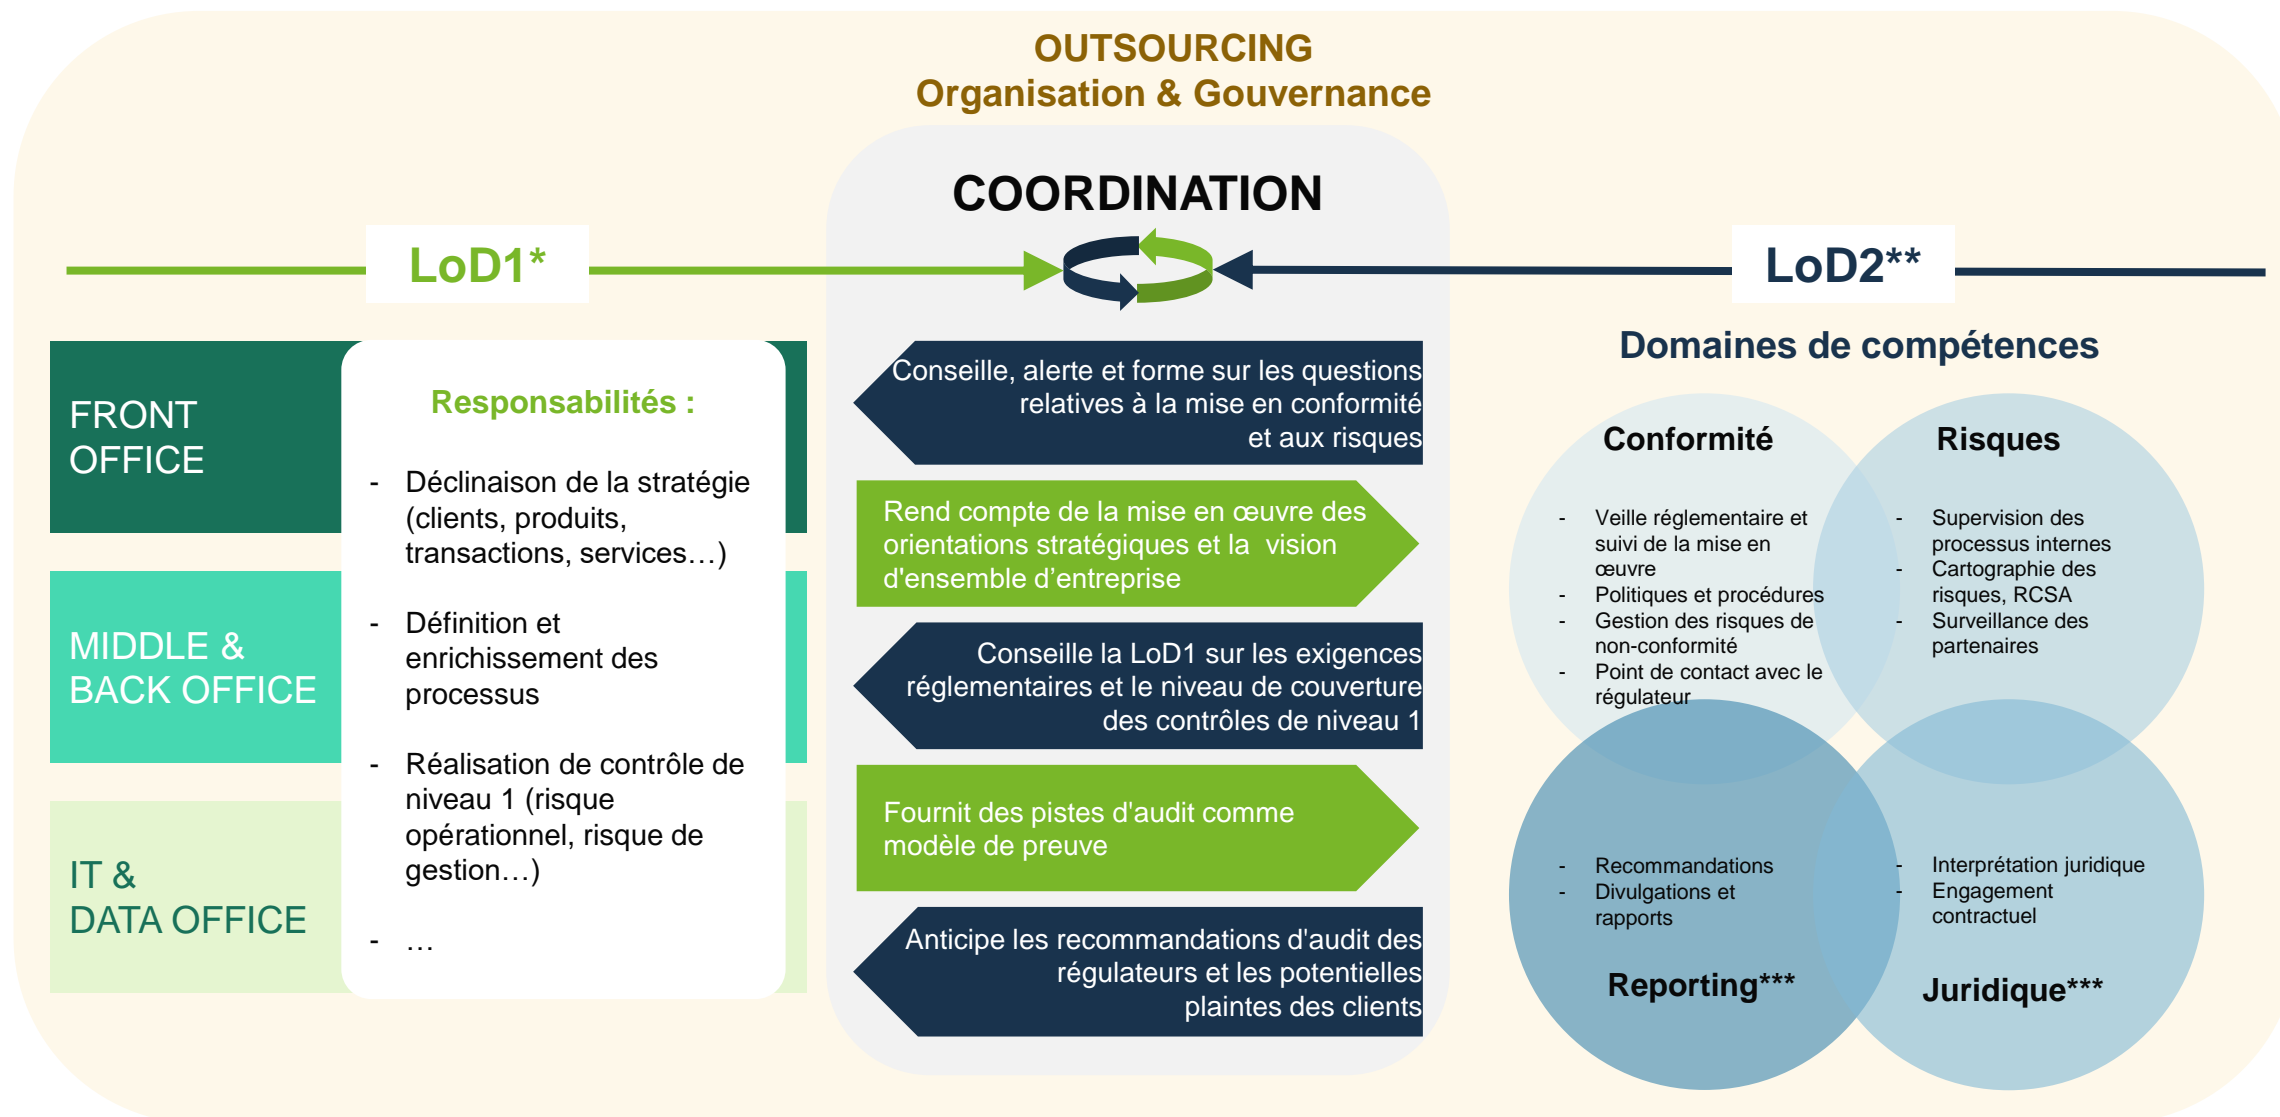 OUTSOURCING
Organisation & Gouvernance
COORDINATION
LoD1*
LoD2**
FRONT
OFFICE
MIDDLE &
BACK OFFICE
IT &
DATA OFFICE
Responsabilités :
- Déclinaison de la stratégie
(clients, produits,
transactions, services…)
- Définition et
enrichissement des
processus
- Réalisation de contrôle de
niveau 1 (risque
opérationnel, risque de
gestion…)
- …
Conseille, alerte et forme sur les questions
relatives à la mise en conformité
et aux risques
Rend compte de la mise en œuvre des
orientations stratégiques et la vision
d'ensemble d’entreprise
Conseille la LoD1 sur les exigences
réglementaires et le niveau de couverture
des contrôles de niveau 1
Fournit des pistes d'audit comme
modèle de preuve
Anticipe les recommandations d'audit des
régulateurs et les potentielles
plaintes des clients
Domaines de compétences
Conformité
- Veille réglementaire et
suivi de la mise en
œuvre
- Politiques et procédures
- Gestion des risques de
non-conformité
- Point de contact avec le
régulateur
Risques
- Supervision des
processus internes
- Cartographie des
risques, RCSA
- Surveillance des
partenaires
- Recommandations
- Divulgations et
rapports
Reporting***
- Interprétation juridique
- Engagement
contractuel
Juridique***